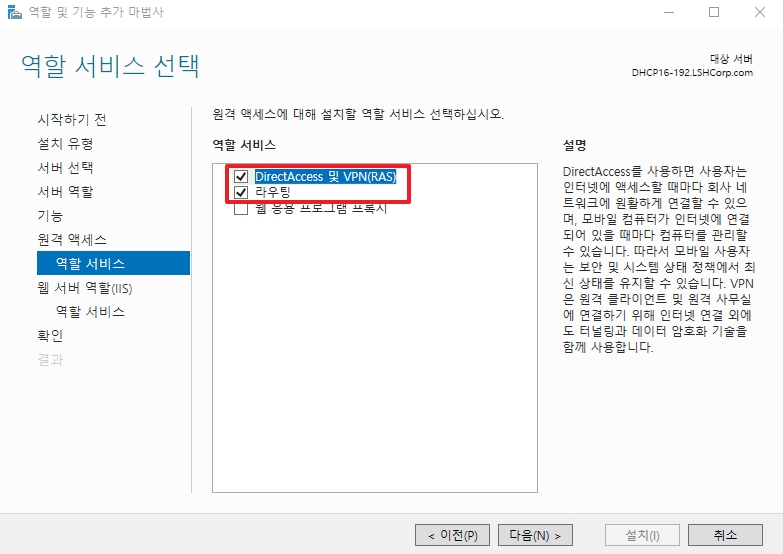 역할 및 기능 추가 마법사
역할 서비스 선택
대상 서버
DHCP16-192.LSHCorp.com
시작하기 전
설치 유형
서버 선택
서버 역할
기능
원격 액세스
역할 서비스
웹 서버 역할(IIS)
역할 서비스
확인
결과
원격 액세스에 대해 설치할 역할 서비스 선택하십시오.
역할 서비스
DirectAccess 및 VPN(RAS)
라우팅
웹 응용 프로그램 프록시
설명
DirectAccess를 사용하면 사용자는
인터넷에 액세스할 때마다 회사 네
트워크에 원활하게 연결할 수 있으
며, 모바일 컴퓨터가 인터넷에 연결
되어 있을 때마다 컴퓨터를 관리할
수 있습니다. 따라서 모바일 사용자
는 보안 및 시스템 상태 정책에서 최
신 상태를 유지할 수 있습니다. VPN
은 원격 클라이언트 및 원격 사무실
에 연결하기 위해 인터넷 연결 외에
도 터널링과 데이터 암호화 기술을
함께 사용합니다.
< 이전(P)
다음(N) >
설치(I)
취소